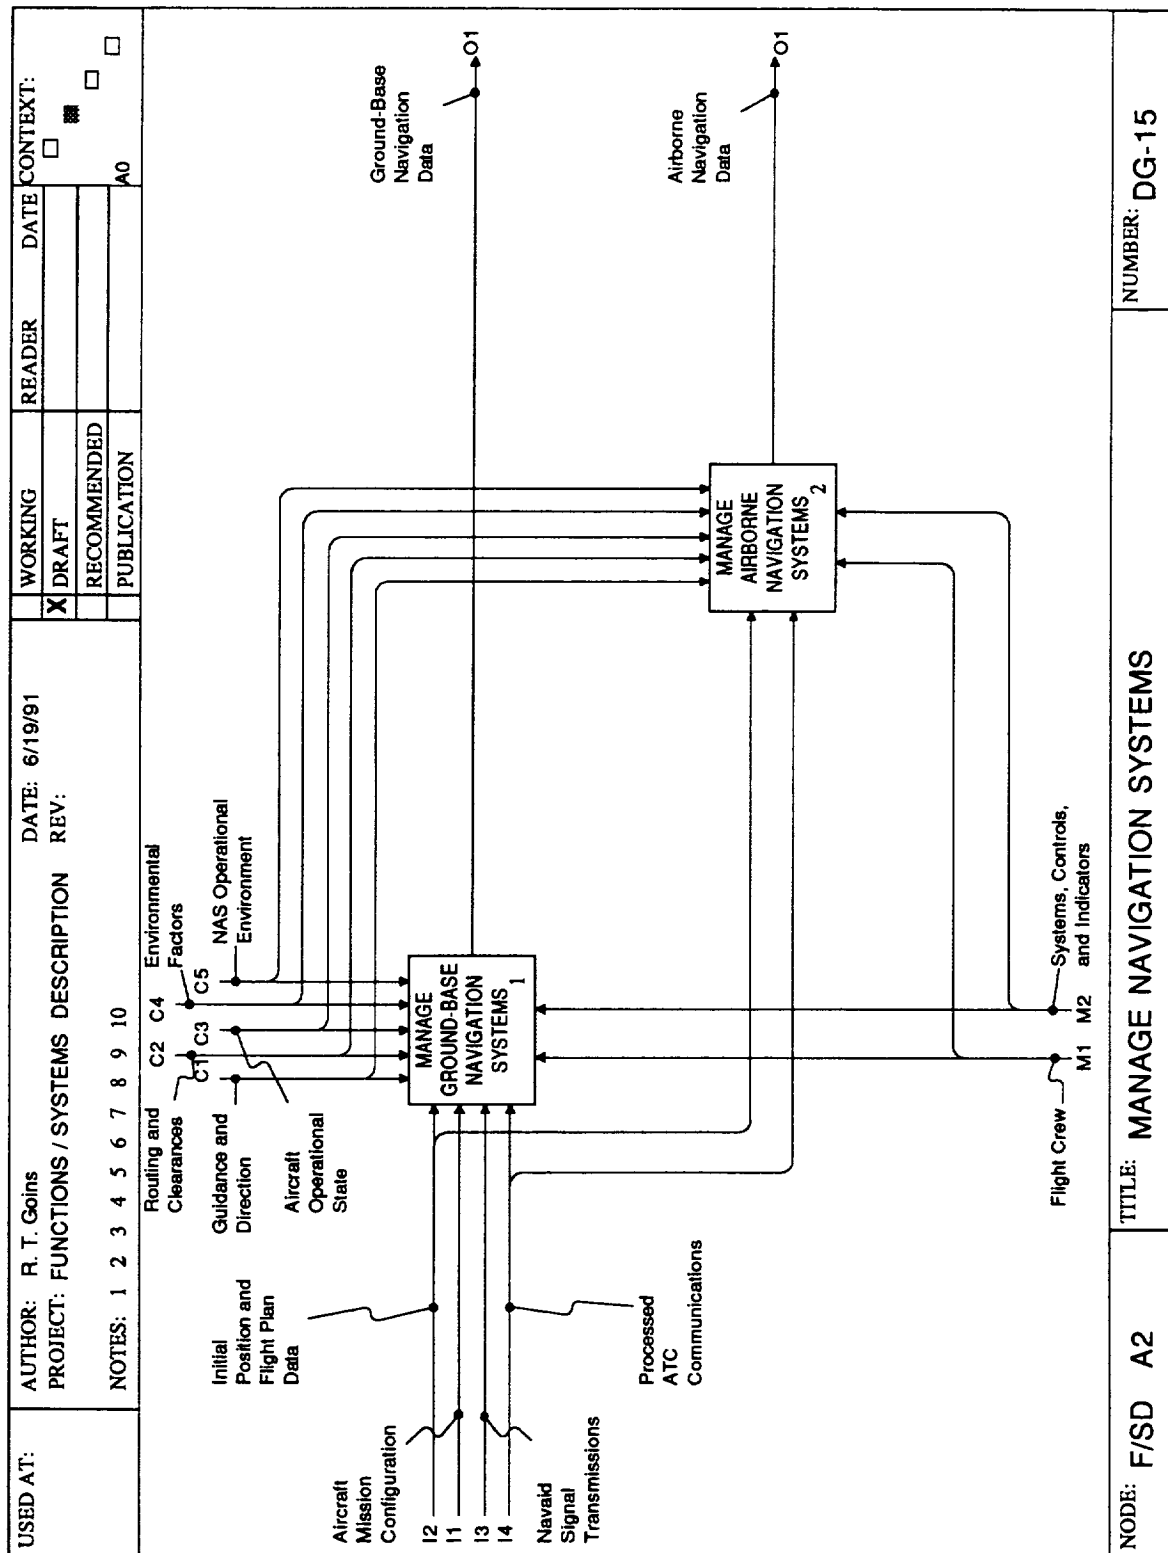 USED AT:
AUTHOR: R. T. Goins
DATE: 6/19/91
PROJECT: FUNCTIONS / SYSTEMS DESCRIPTION
REV:
NOTES: 1 2 3 4 5 6 7 8 9 10
WORKING
X DRAFT
RECOMMENDED
PUBLICATION
READER
DATE
CONTEXT:
A0
Routing and
Clearances
C2
C4
Environmental
Factors
C1
C3
C5
NAS Operational
Environment
Guidance and
Direction
Aircraft
Operational
State
Initial
Position and
Flight Plan
Data
Aircraft
Mission
Configuration
I2
I1
I3
I4
Navaid
Signal
Transmissions
Processed
ATC
Communications
MANAGE
GROUND-BASE
NAVIGATION
SYSTEMS 1
Ground-Base
Navigation
Data
O1
MANAGE
AIRBORNE
NAVIGATION
SYSTEMS 2
Airborne
Navigation
Data
O1
Flight Crew
M1
M2
Systems, Controls,
and Indicators
NODE: F/SD A2
TITLE: MANAGE NAVIGATION SYSTEMS
NUMBER: DG-15